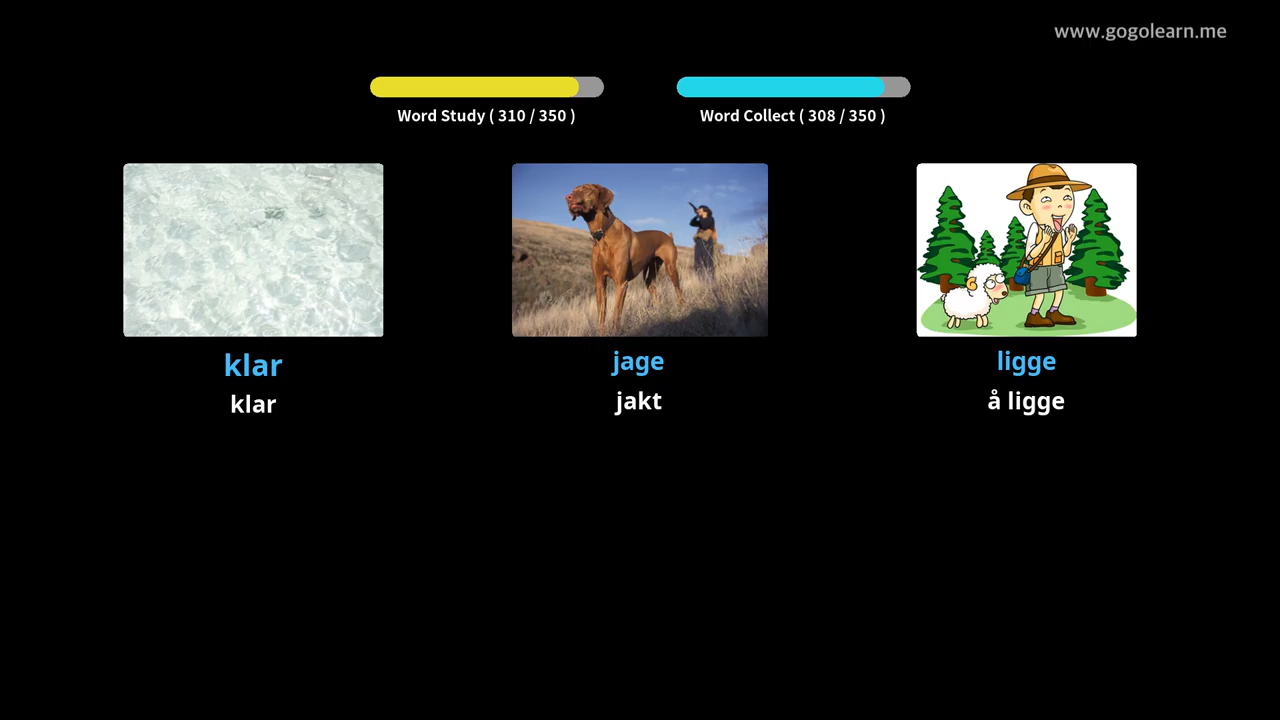 www.gogolearn.me
Word Study ( 310 / 350 )
Word Collect ( 308 / 350 )
klar
klar
jage
jakt
ligge
å ligge